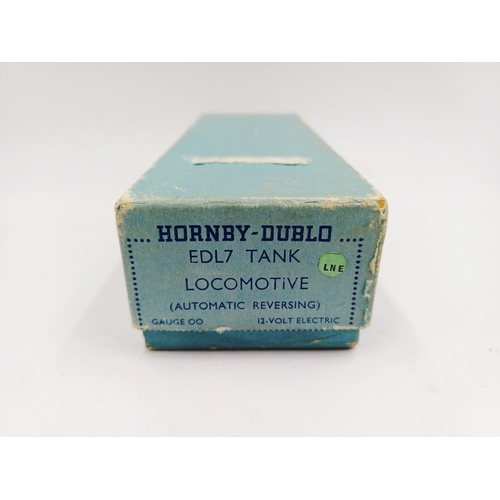 HORNBY-DUBLO
EDL7 TANK
LNE
LOCOMOTiVE
(AUTOMATIC REVERSING)
GAUGE OO 12-VOLT ELECTRIC